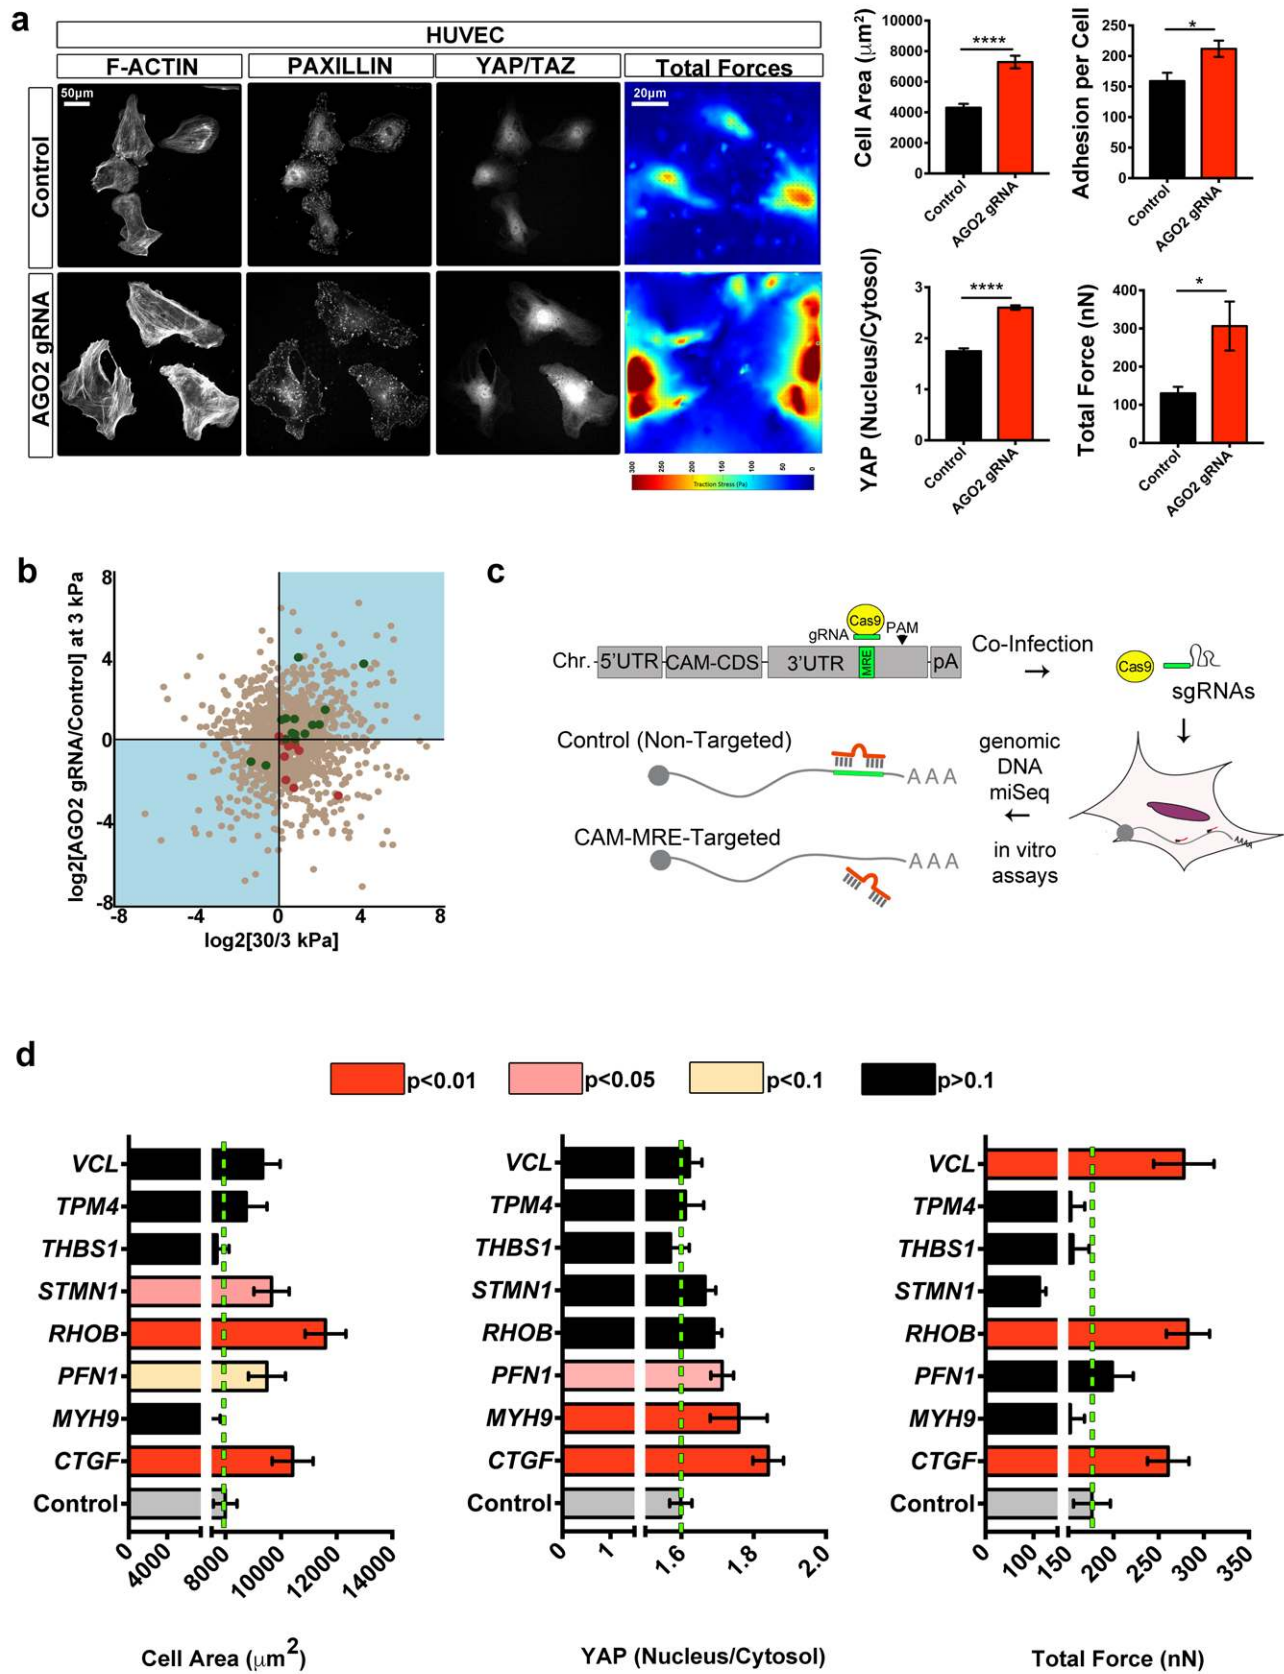 a
HUVEC
F-ACTIN
PAXILLIN
YAP/TAZ
Total Forces
Control
50µm
20µm
AGO2 gRNA
300
250
200
150
100
50
0
Traction Stress (Pa)
Cell Area (µm²)
10000
8000
6000
4000
2000
0
****
Control
AGO2 gRNA
Adhesion per Cell
250
200
150
100
50
0
*
Control
AGO2 gRNA
YAP (Nucleus/Cytosol)
3
2
1
0
****
Control
AGO2 gRNA
Total Force (nN)
400
300
200
100
0
*
Control
AGO2 gRNA
b
log2[AGO2 gRNA/Control] at 3 kPa
8
4
0
-4
-8
-8
-4
0
4
8
log2[30/3 kPa]
c
Cas9
gRNA
PAM
Chr.
5'UTR
CAM-CDS
3'UTR
MRE
pA
Co-Infection
Cas9
sgRNAs
Control (Non-Targeted)
AAA
genomic
DNA
miSeq
CAM-MRE-Targeted
AAA
in vitro
assays
AAAA
d
p<0.01
p<0.05
p<0.1
p>0.1
VCL
TPM4
THBS1
STMN1
RHOB
PFN1
MYH9
CTGF
Control
0
4000
8000
10000
12000
14000
Cell Area (µm²)
VCL
TPM4
THBS1
STMN1
RHOB
PFN1
MYH9
CTGF
Control
0
1
1.6
1.8
2.0
YAP (Nucleus/Cytosol)
VCL
TPM4
THBS1
STMN1
RHOB
PFN1
MYH9
CTGF
Control
0
100
150
200
250
300
350
Total Force (nN)